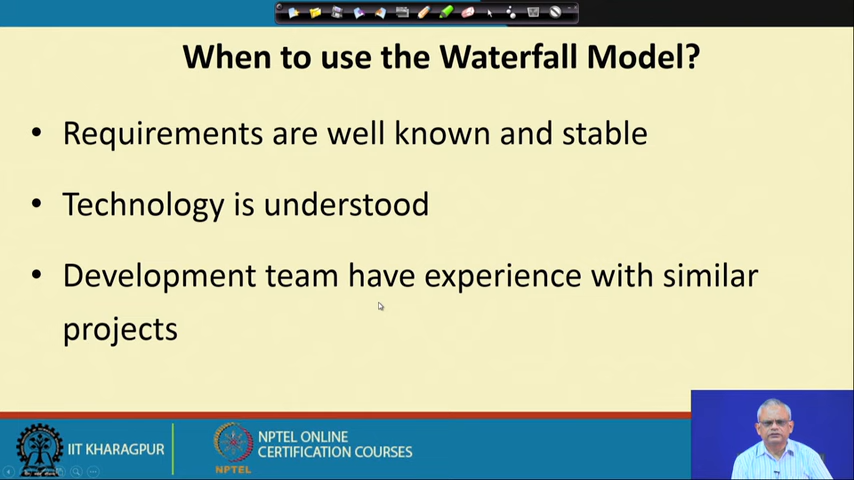 When to use the Waterfall Model?
• Requirements are well known and stable
• Technology is understood
• Development team have experience with similar
projects
IIT KHARAGPUR
NPTEL
NPTEL ONLINE
CERTIFICATION COURSES